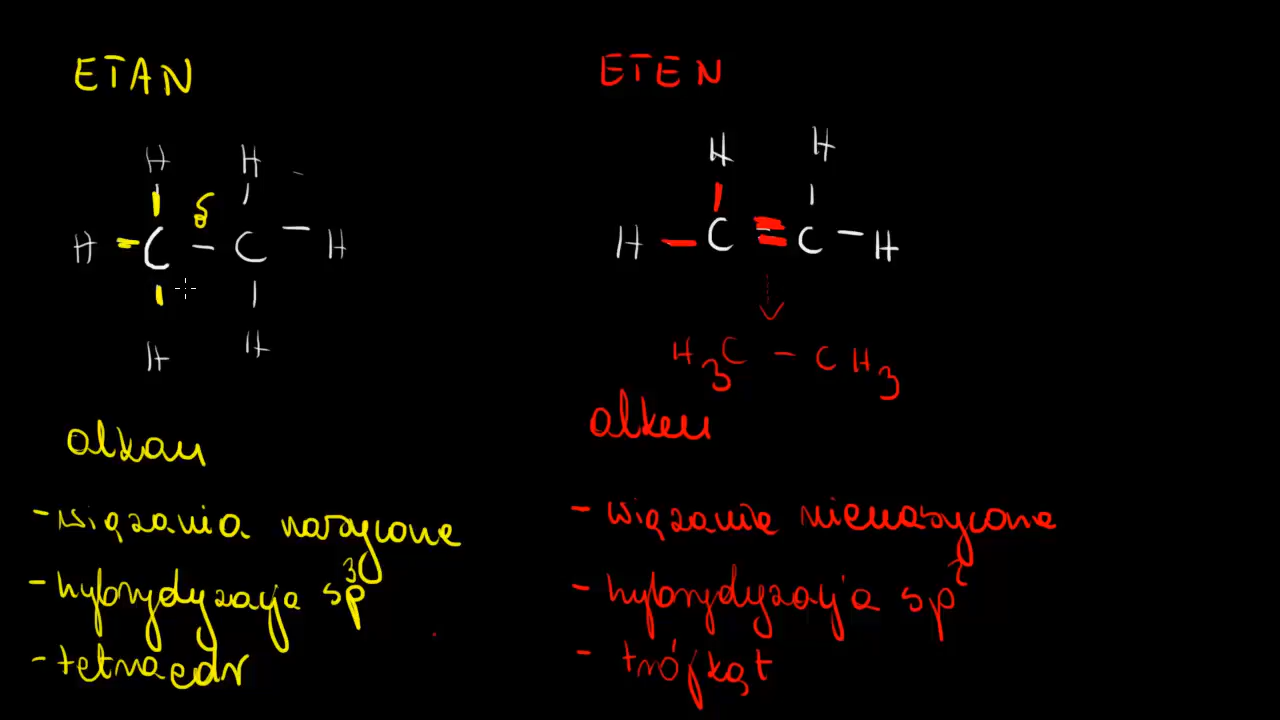 ETAN
H H
δ
H - C - C - H
H H
alkan
- wiązania nasycone
- hybrydyzacja sp³
- tetraedr
ETEN
H H
H - C = C - H
H₃C - CH₃
alken
- wiązanie nienasycone
- hybrydyzacja sp²
- trójkąt